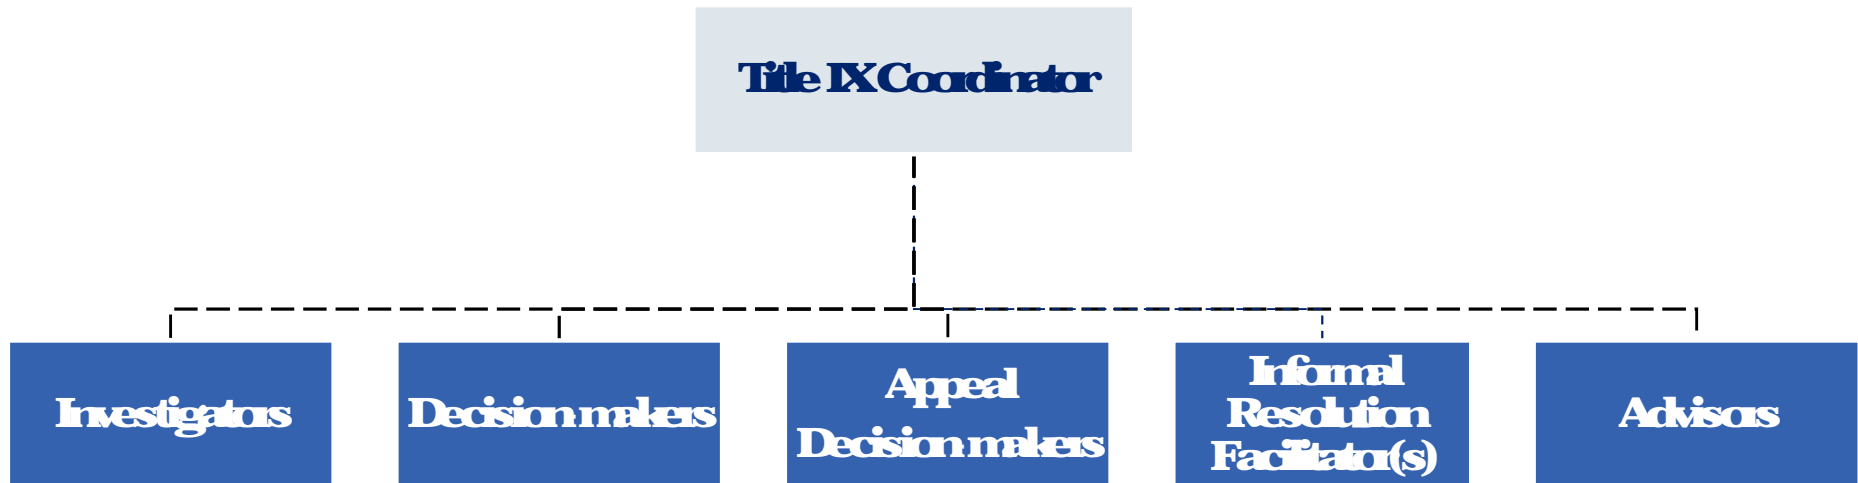 Title IX Coordinator
Investigators
Decision-makers
Appeal
Decision-makers
Informal
Resolution
Facilitator(s)
Advisors